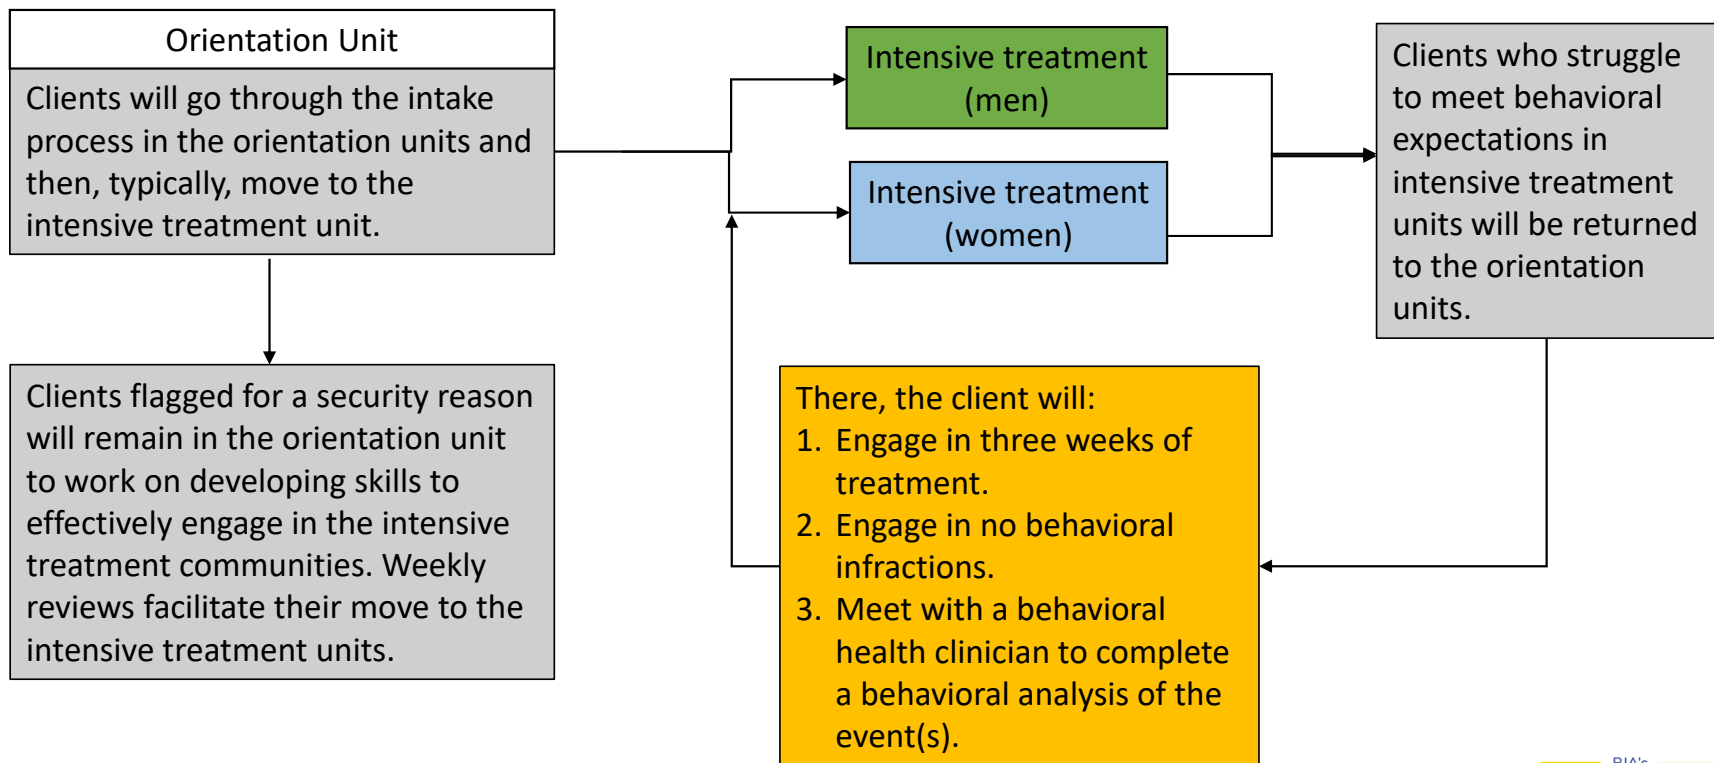 Orientation Unit
Clients will go through the intake
process in the orientation units and
then, typically, move to the
intensive treatment unit.
Clients flagged for a security reason
will remain in the orientation unit
to work on developing skills to
effectively engage in the intensive
treatment communities. Weekly
reviews facilitate their move to the
intensive treatment units.
Intensive treatment
(men)
Intensive treatment
(women)
Clients who struggle
to meet behavioral
expectations in
intensive treatment
units will be returned
to the orientation
units.
There, the client will:
1. Engage in three weeks of
treatment.
2. Engage in no behavioral
infractions.
3. Meet with a behavioral
health clinician to complete
a behavioral analysis of the
event(s).
BJA's